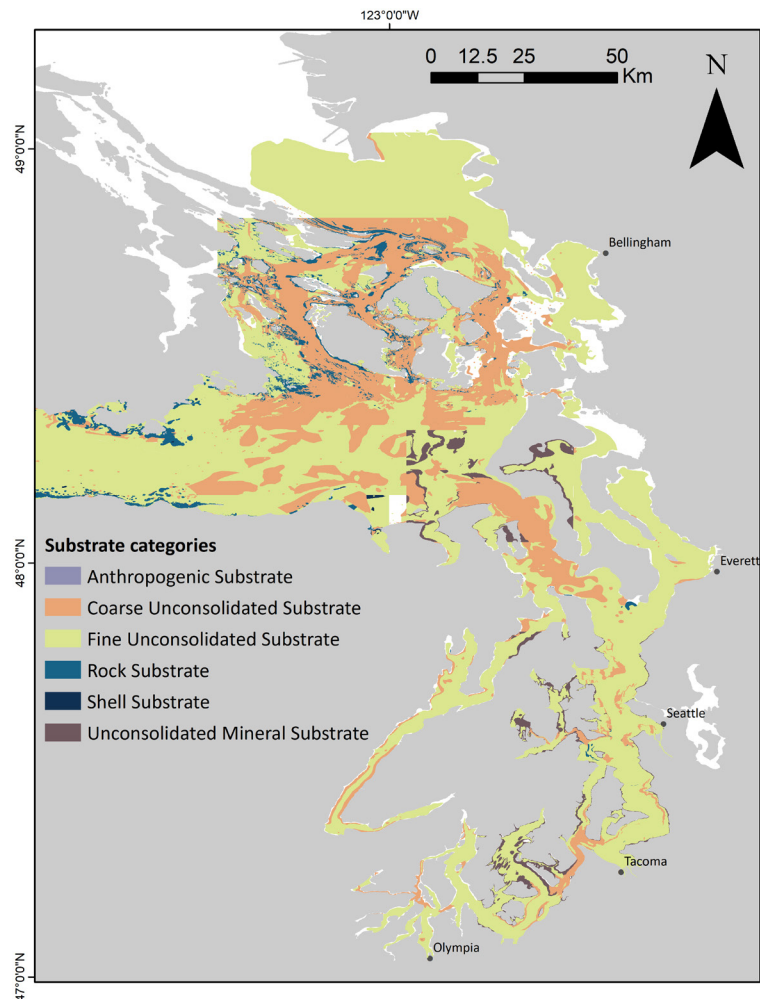 123°0'0"W
0 12.5 25 50
Km
N
49°0'0"N
Bellingham
48°0'0"N
Everett
Substrate categories
Anthropogenic Substrate
Coarse Unconsolidated Substrate
Fine Unconsolidated Substrate
Rock Substrate
Shell Substrate
Unconsolidated Mineral Substrate
Seattle
Tacoma
Olympia
47°0'0"N